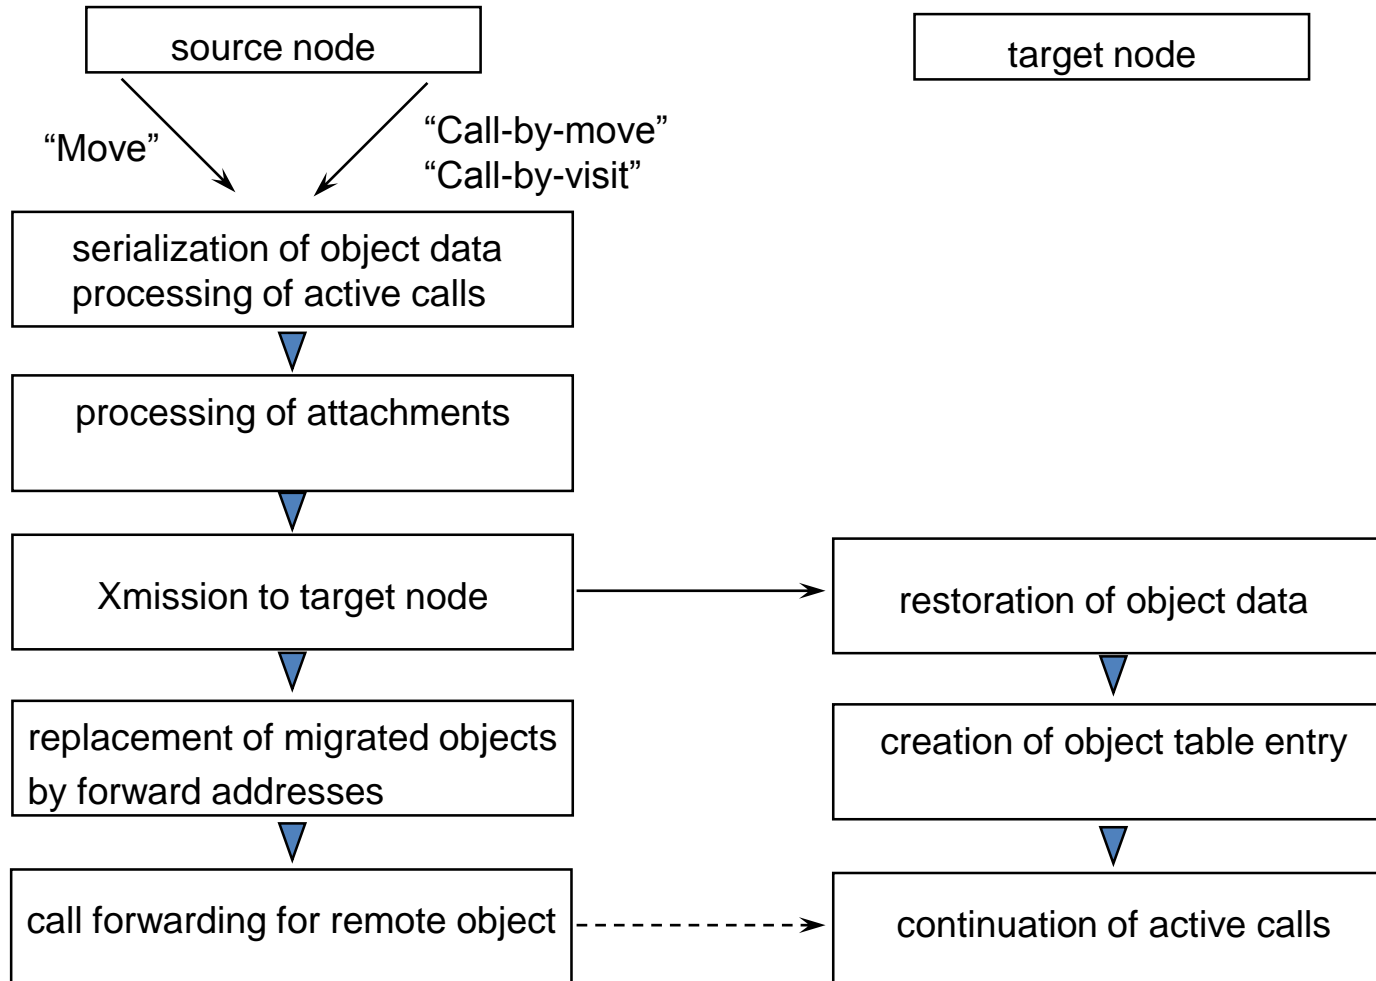 source node
target node
“Move”
“Call-by-move”
“Call-by-visit”
serialization of object data
processing of active calls
processing of attachments
Xmission to target node
restoration of object data
replacement of migrated objects
by forward addresses
creation of object table entry
call forwarding for remote object
continuation of active calls